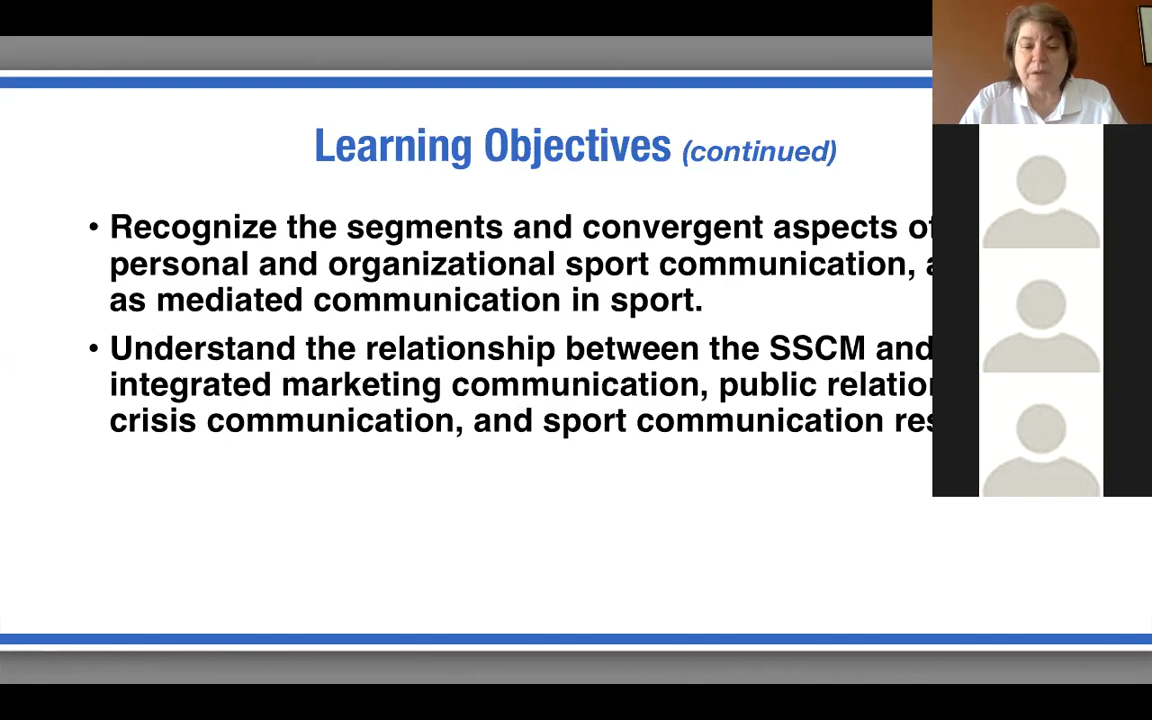 Learning Objectives (continued)
• Recognize the segments and convergent aspects of
personal and organizational sport communication,
as mediated communication in sport.
• Understand the relationship between the SSCM and
integrated marketing communication, public
crisis communication, and sport communication